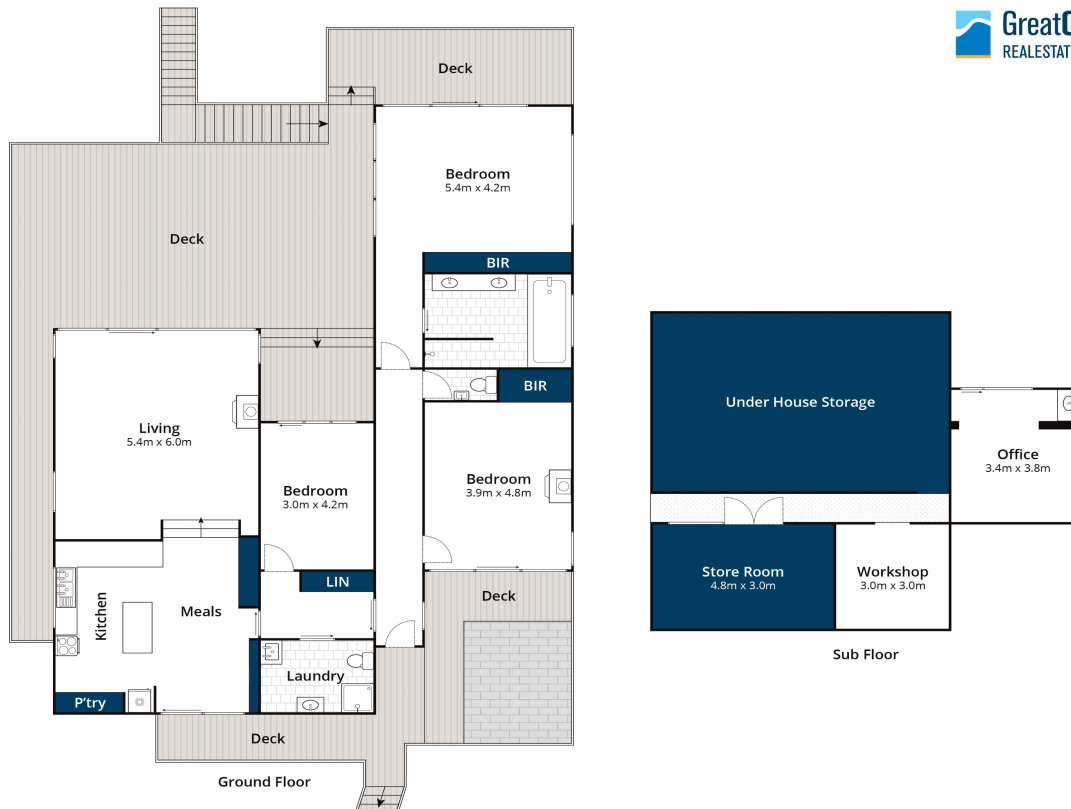 GreatO
REALESTAT
Deck
Bedroom
5.4m x 4.2m
BIR
Deck
BIR
Living
5.4m x 6.0m
Bedroom
3.0m x 4.2m
Bedroom
3.9m x 4.8m
LIN
Kitchen
Meals
Deck
Laundry
P'try
Deck
Ground Floor
Under House Storage
Office
3.4m x 3.8m
Store Room
4.8m x 3.0m
Workshop
3.0m x 3.0m
Sub Floor